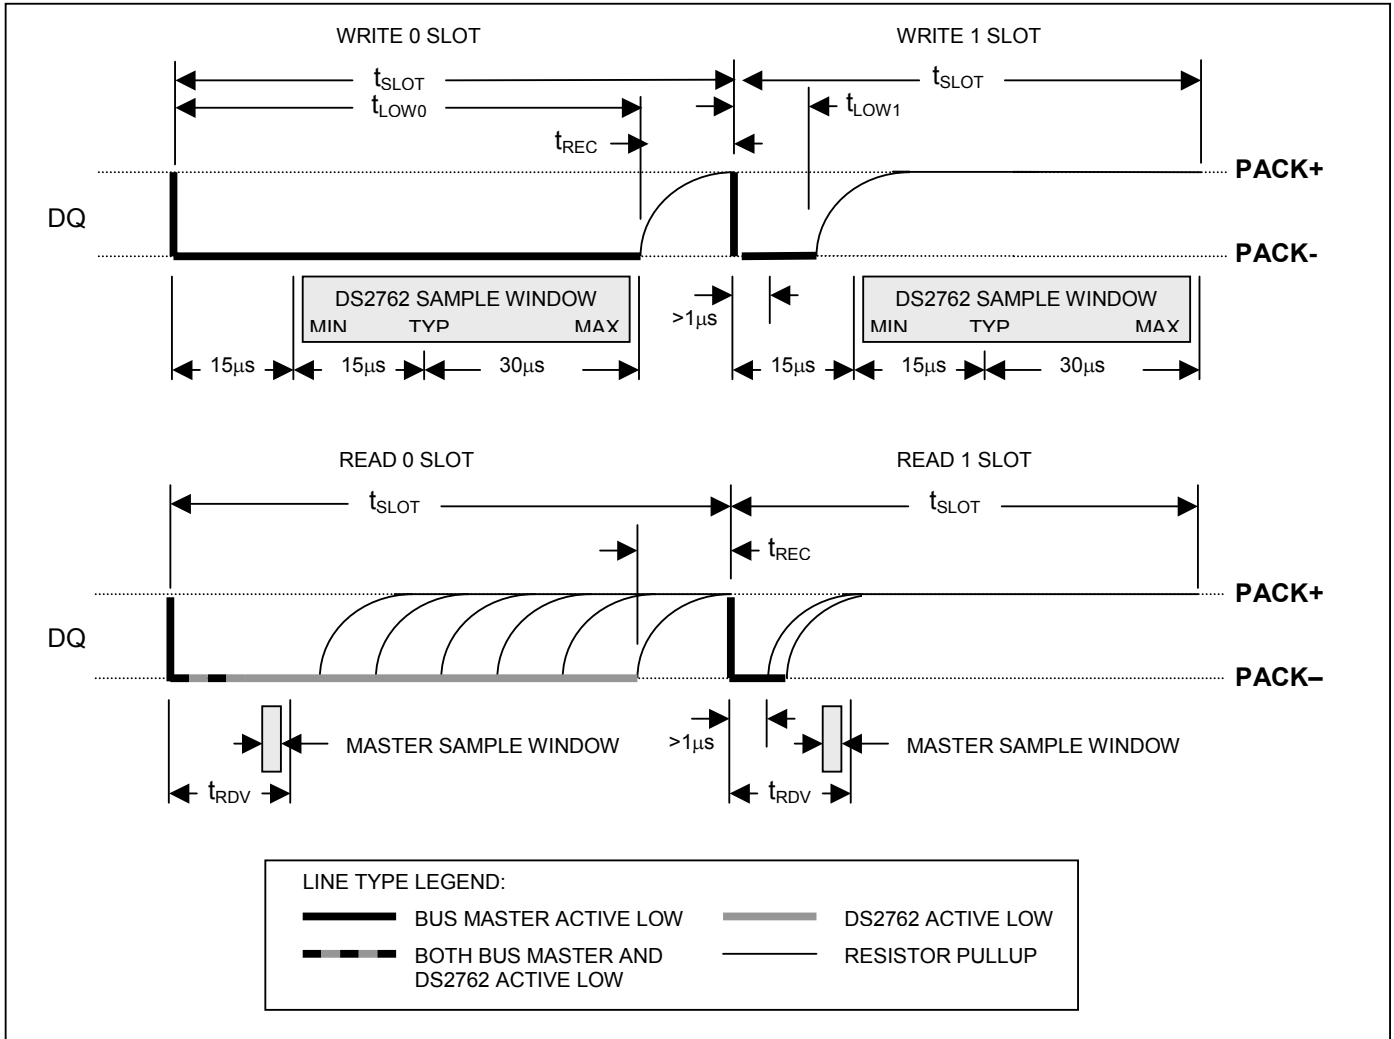 WRITE 0 SLOT WRITE 1 SLOT
tSLOT tSLOT
tLOW0 tLOW1
tREC
PACK+
DQ
PACK-
DS2762 SAMPLE WINDOW DS2762 SAMPLE WINDOW
>1μs
MIN TYP MAX MIN TYP MAX
15μs 15μs 30μs 15μs 15μs 30μs
READ 0 SLOT READ 1 SLOT
tSLOT tSLOT
tREC
PACK+
DQ
PACK–
>1μs
MASTER SAMPLE WINDOW MASTER SAMPLE WINDOW
tRDV tRDV
LINE TYPE LEGEND:
BUS MASTER ACTIVE LOW DS2762 ACTIVE LOW
BOTH BUS MASTER AND RESISTOR PULLUP
DS2762 ACTIVE LOW